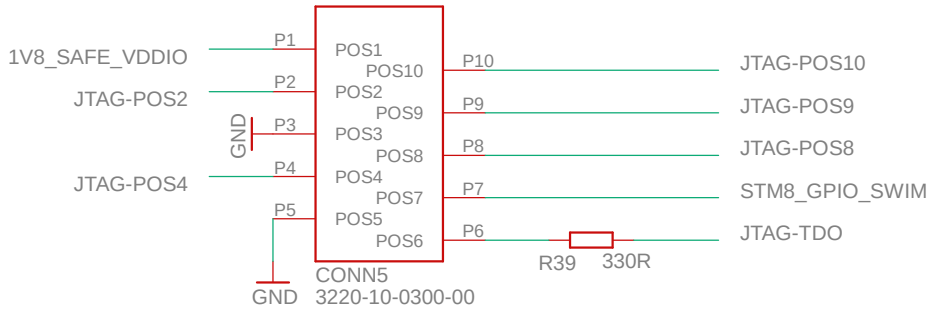 1V8_SAFE_VDDIO
P1
POS1
POS10
P10
JTAG-POS10
JTAG-POS2
P2
POS2
POS9
P9
JTAG-POS9
GND
P3
POS3
POS8
P8
JTAG-POS8
JTAG-POS4
P4
POS4
POS7
P7
STM8_GPIO_SWIM
P5
POS5
POS6
P6
R39
330R
JTAG-TDO
GND
CONN5
3220-10-0300-00